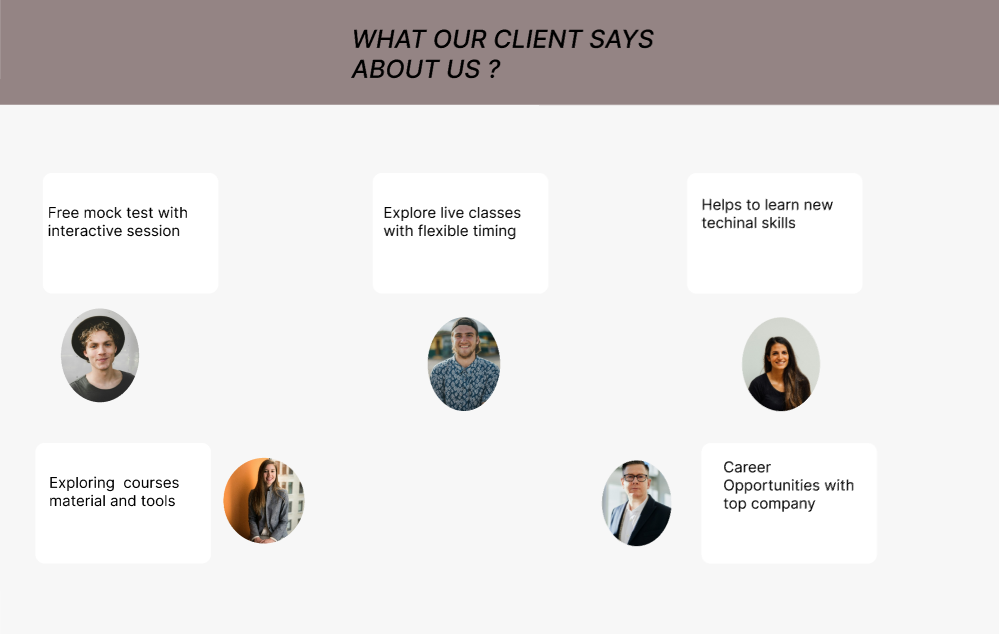 WHAT OUR CLIENT SAYS
ABOUT US ?
Free mock test with
interactive session
Explore live classes
with flexible timing
Helps to learn new
techinal skills
Exploring  courses
material and tools
Career
Opportunities with
top company